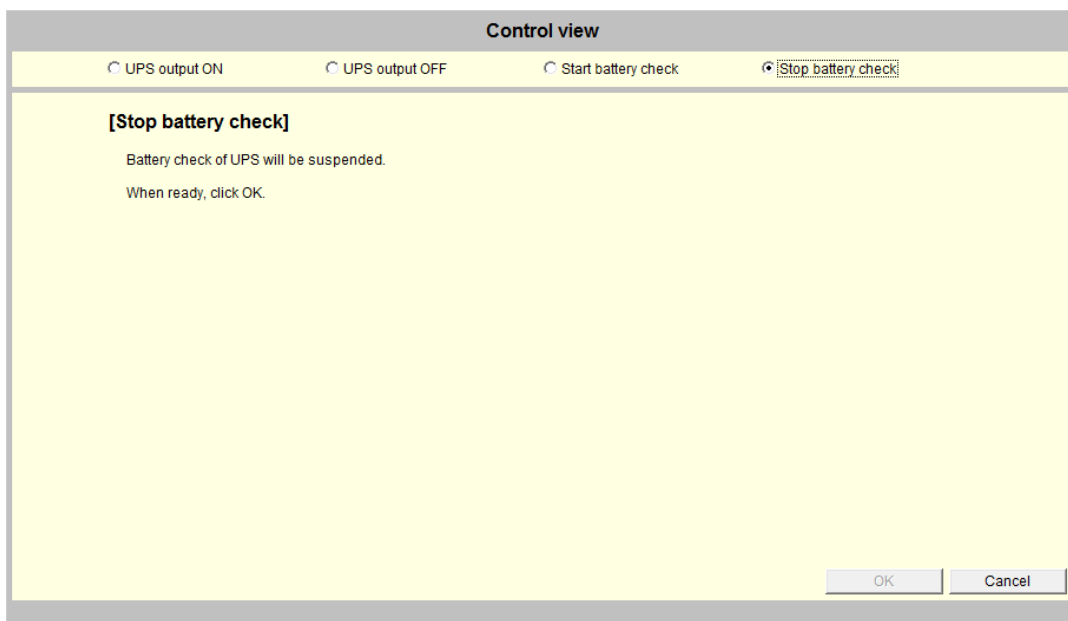 Control view
UPS output ON UPS output OFF Start battery check Stop battery check
[Stop battery check]
Battery check of UPS will be suspended.
When ready, click OK.
OK Cancel